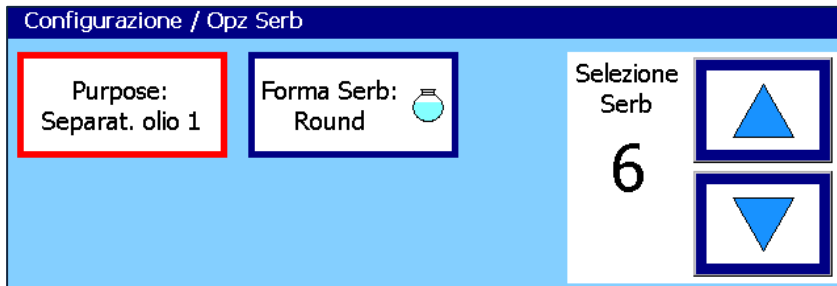 Configurazione / Opz Serb
Purpose:
Separat. olio 1
Forma Serb:
Round
Selezione
Serb
6